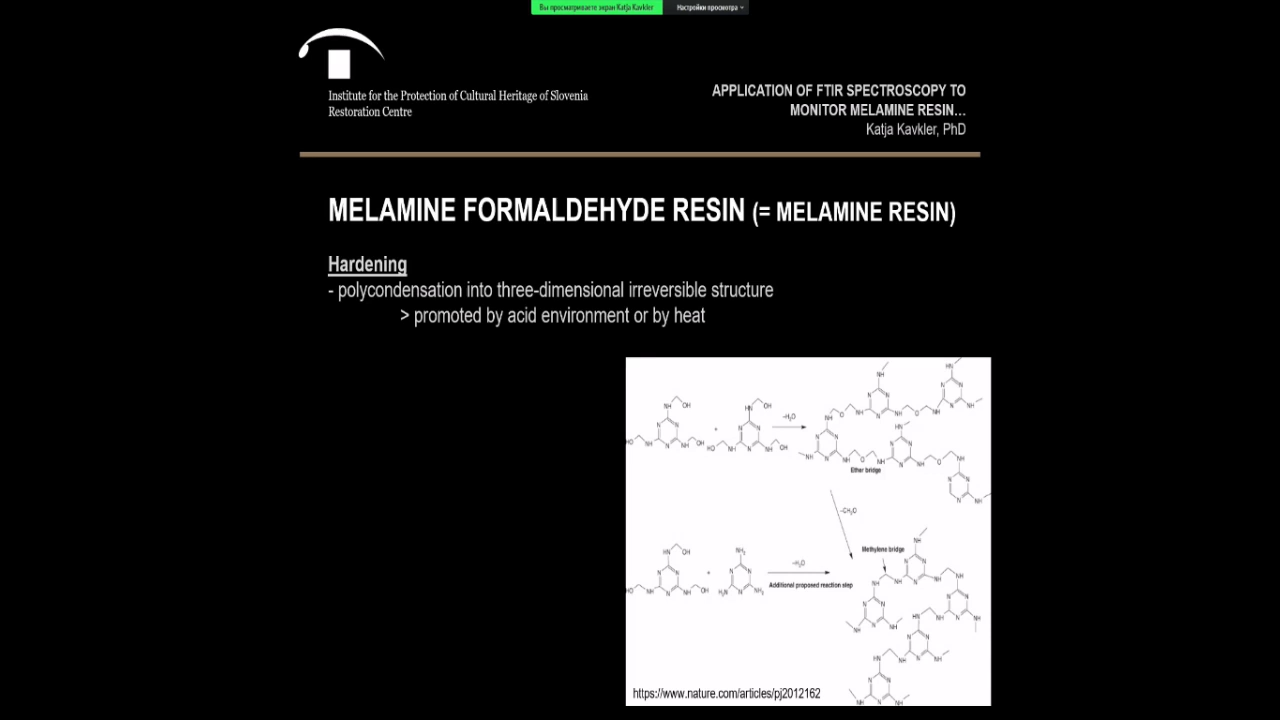 Вы просматриваете экран Katja Kavkler
Настройки просмотра
Institute for the Protection of Cultural Heritage of Slovenia
Restoration Centre
APPLICATION OF FTIR SPECTROSCOPY TO
MONITOR MELAMINE RESIN...
Katja Kavkler, PhD
MELAMINE FORMALDEHYDE RESIN (= MELAMINE RESIN)
Hardening
- polycondensation into three-dimensional irreversible structure
> promoted by acid environment or by heat
–H₂O
Ether bridge
–CH₂O
Methylene bridge
–H₂O
Additional proposed reaction step
https://www.nature.com/articles/pj2012162